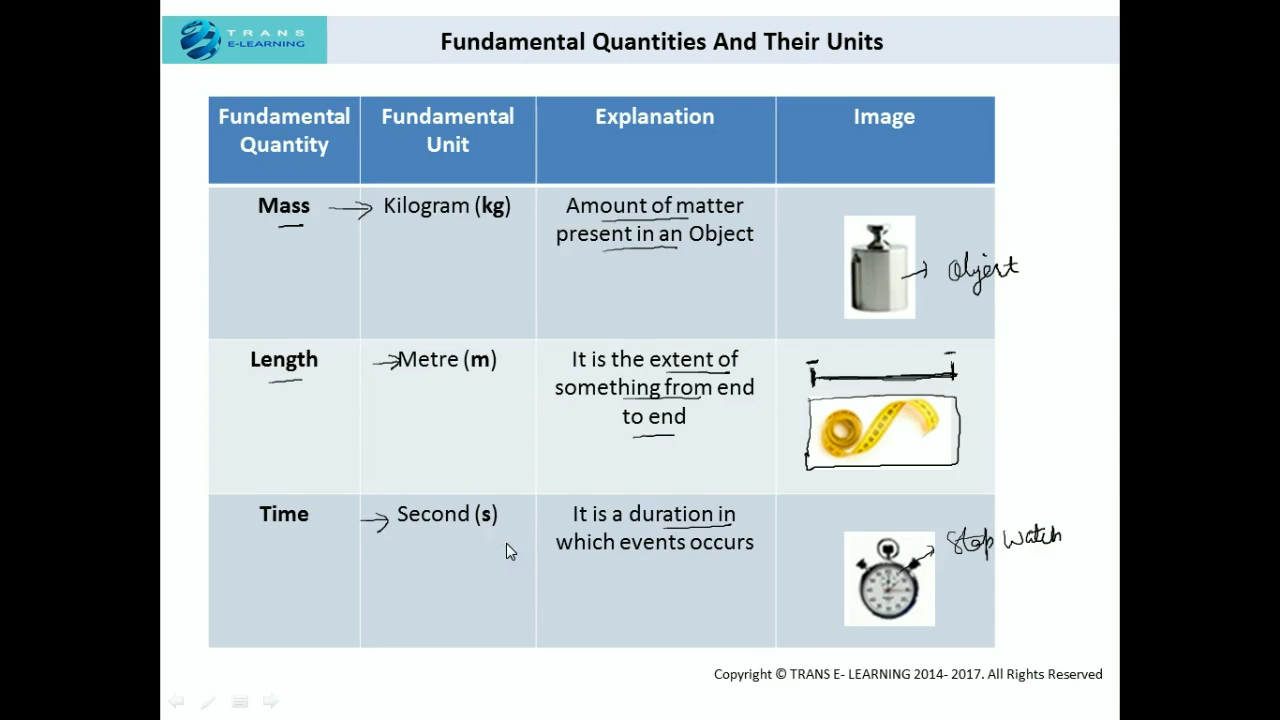 TRANS
E-LEARNING
Fundamental Quantities And Their Units
Fundamental
Quantity
Fundamental
Unit
Explanation
Image
Mass
Kilogram (kg)
Amount of matter
present in an Object
Object
Length
Metre (m)
It is the extent of
something from end
to end
Time
Second (s)
It is a duration in
which events occurs
Stop Watch
Copyright © TRANS E- LEARNING 2014- 2017. All Rights Reserved